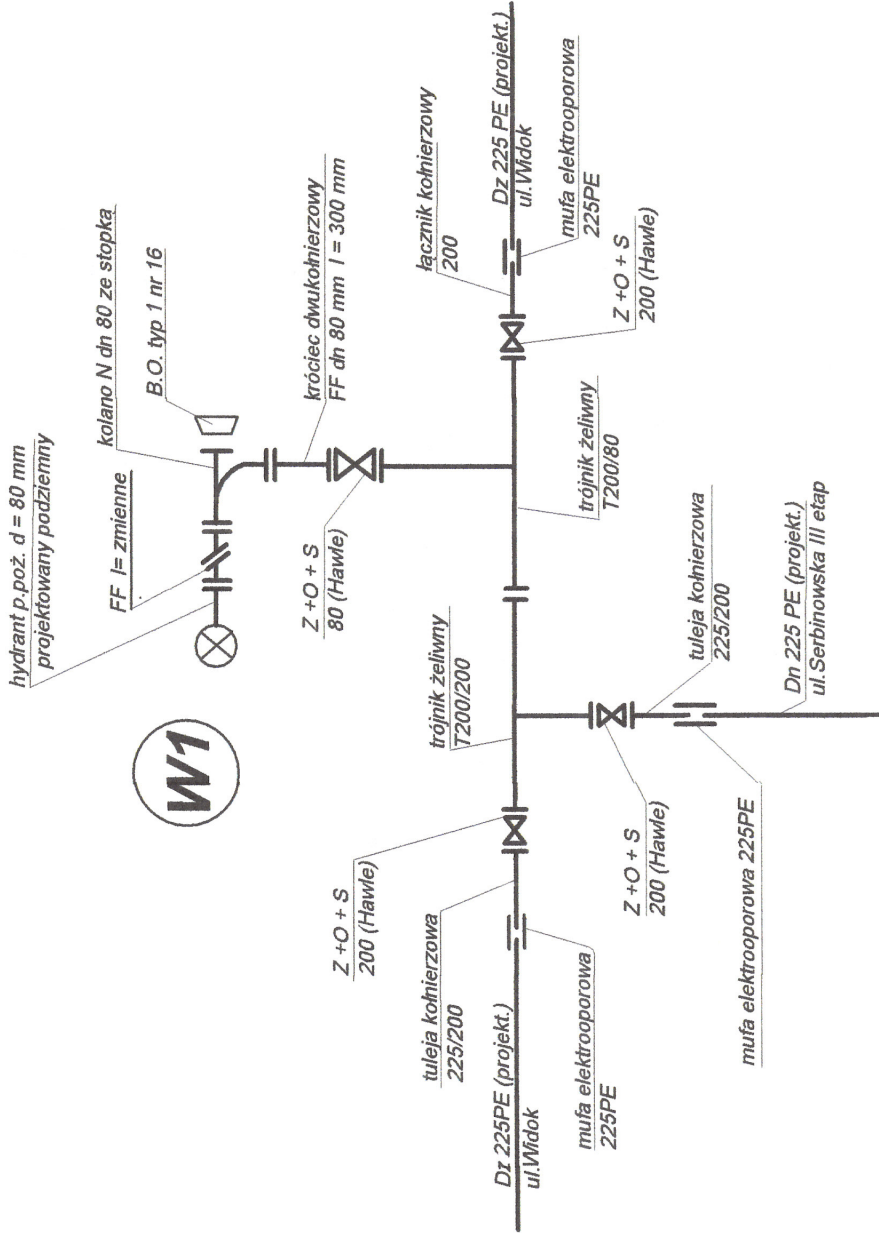 hydrant p.poż. d = 80 mm
projektowany podziemny
FF l= zmienne
kolano N dn 80 ze stopką
B.O. typ 1 nr 16
W1
króciec dwukołnierzowy
FF dn 80 mm l = 300 mm
Z +O + S
80 (Hawle)
łącznik kołnierzowy
200
Dz 225 PE (projekt.)
ul.Widok
mufa elektrooporowa
225PE
Z +O + S
200 (Hawle)
trójnik żeliwny
T200/80
trójnik żeliwny
T200/200
Z +O + S
200 (Hawle)
tuleja kołnierzowa
225/200
Dz 225PE (projekt.)
ul.Widok
mufa elektrooporowa
225PE
Z +O + S
200 (Hawle)
tuleja kołnierzowa
225/200
mufa elektrooporowa 225PE
Dn 225 PE (projekt.)
ul.Serbinowska III etap